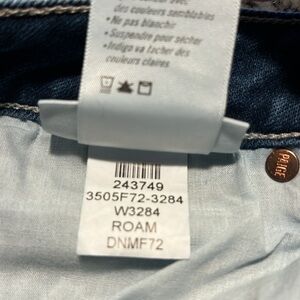 des couleurs semblables
•Ne pas blanchir
•Suspendre pour sécher
•Indigo va tacher des
couleurs claires
243749
3505F72-3284
W3284
ROAM
DNMF72
PAIGE